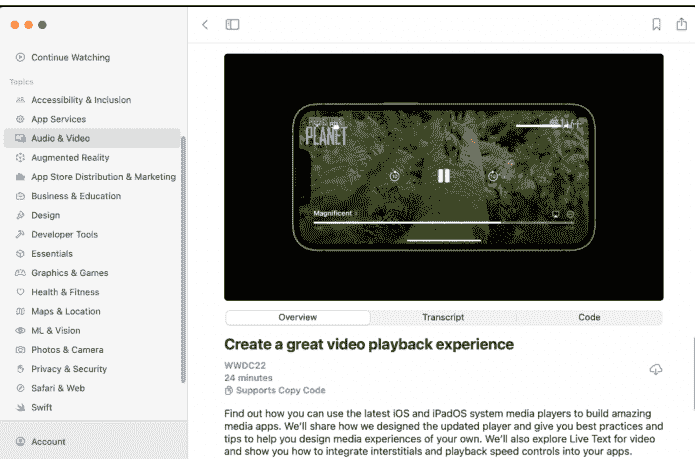 Continue Watching
Topics
Accessibility & Inclusion
App Services
Audio & Video
Augmented Reality
App Store Distribution & Marketing
Business & Education
Design
Developer Tools
Essentials
Graphics & Games
Health & Fitness
Maps & Location
ML & Vision
Photos & Camera
Privacy & Security
Safari & Web
Swift
Account
PLANET
Magnificent
Overview
Transcript
Code
Create a great video playback experience
WWDC22
24 minutes
Supports Copy Code
Find out how you can use the latest iOS and iPadOS system media players to build amazing
media apps. We'll share how we designed the updated player and give you best practices and
tips to help you design media experiences of your own. We'll also explore Live Text for video
and show you how to integrate interstitials and playback speed controls into your apps.